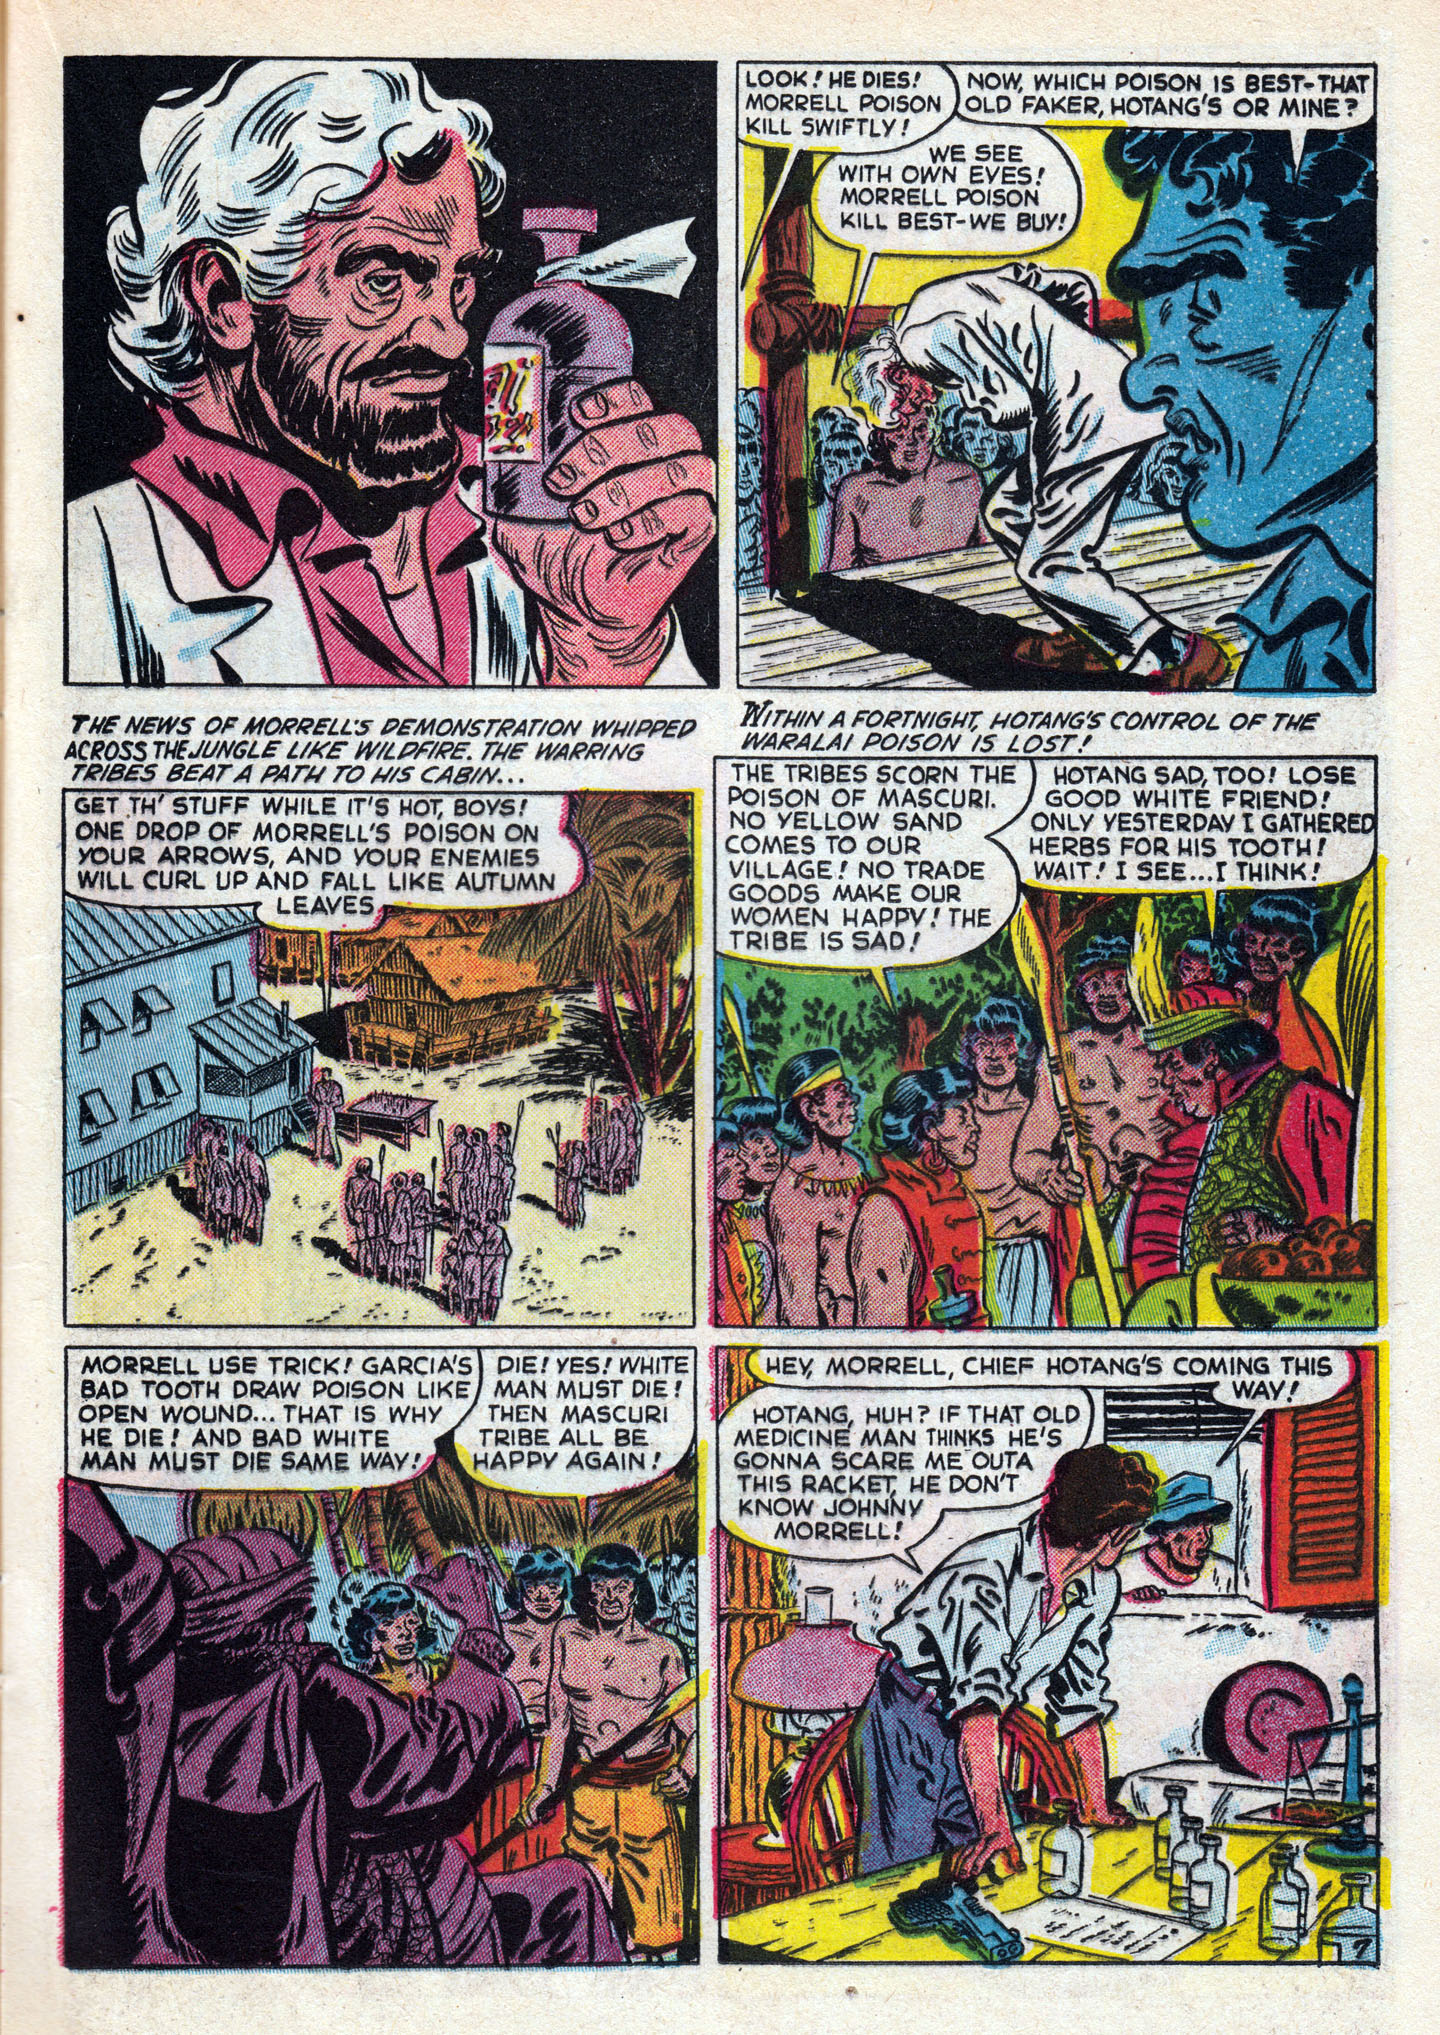 LOOK! HE DIES!
MORRELL POISON
KILL SWIFTLY!
NOW, WHICH POISON IS BEST-THAT
OLD FAKER, HOTANG'S OR MINE?
WE SEE
WITH OWN EYES!
MORRELL POISON
KILL BEST-WE BUY!
THE NEWS OF MORRELL'S DEMONSTRATION WHIPPED
ACROSS THE JUNGLE LIKE WILDFIRE. THE WARRING
TRIBES BEAT A PATH TO HIS CABIN...
GET TH' STUFF WHILE IT'S HOT, BOYS!
ONE DROP OF MORRELL'S POISON ON
YOUR ARROWS, AND YOUR ENEMIES
WILL CURL UP AND FALL LIKE AUTUMN
LEAVES
WITHIN A FORTNIGHT, HOTANG'S CONTROL OF THE
WARALAI POISON IS LOST!
THE TRIBES SCORN THE
POISON OF MASCURI.
NO YELLOW SAND
COMES TO OUR
VILLAGE! NO TRADE
GOODS MAKE OUR
WOMEN HAPPY! THE
TRIBE IS SAD!
HOTANG SAD, TOO! LOSE
GOOD WHITE FRIEND!
ONLY YESTERDAY I GATHERED
HERBS FOR HIS TOOTH!
WAIT! I SEE...I THINK!
MORRELL USE TRICK! GARCIA'S
BAD TOOTH DRAW POISON LIKE
OPEN WOUND... THAT IS WHY
HE DIE! AND BAD WHITE
MAN MUST DIE SAME WAY!
DIE! YES! WHITE
MAN MUST DIE!
THEN MASCURI
TRIBE ALL BE
HAPPY AGAIN!
HEY, MORRELL, CHIEF HOTANG'S COMING THIS
WAY!
HOTANG, HUH? IF THAT OLD
MEDICINE MAN THINKS HE'S
GONNA SCARE ME OUTA
THIS RACKET, HE DON'T
KNOW JOHNNY
MORRELL!
7